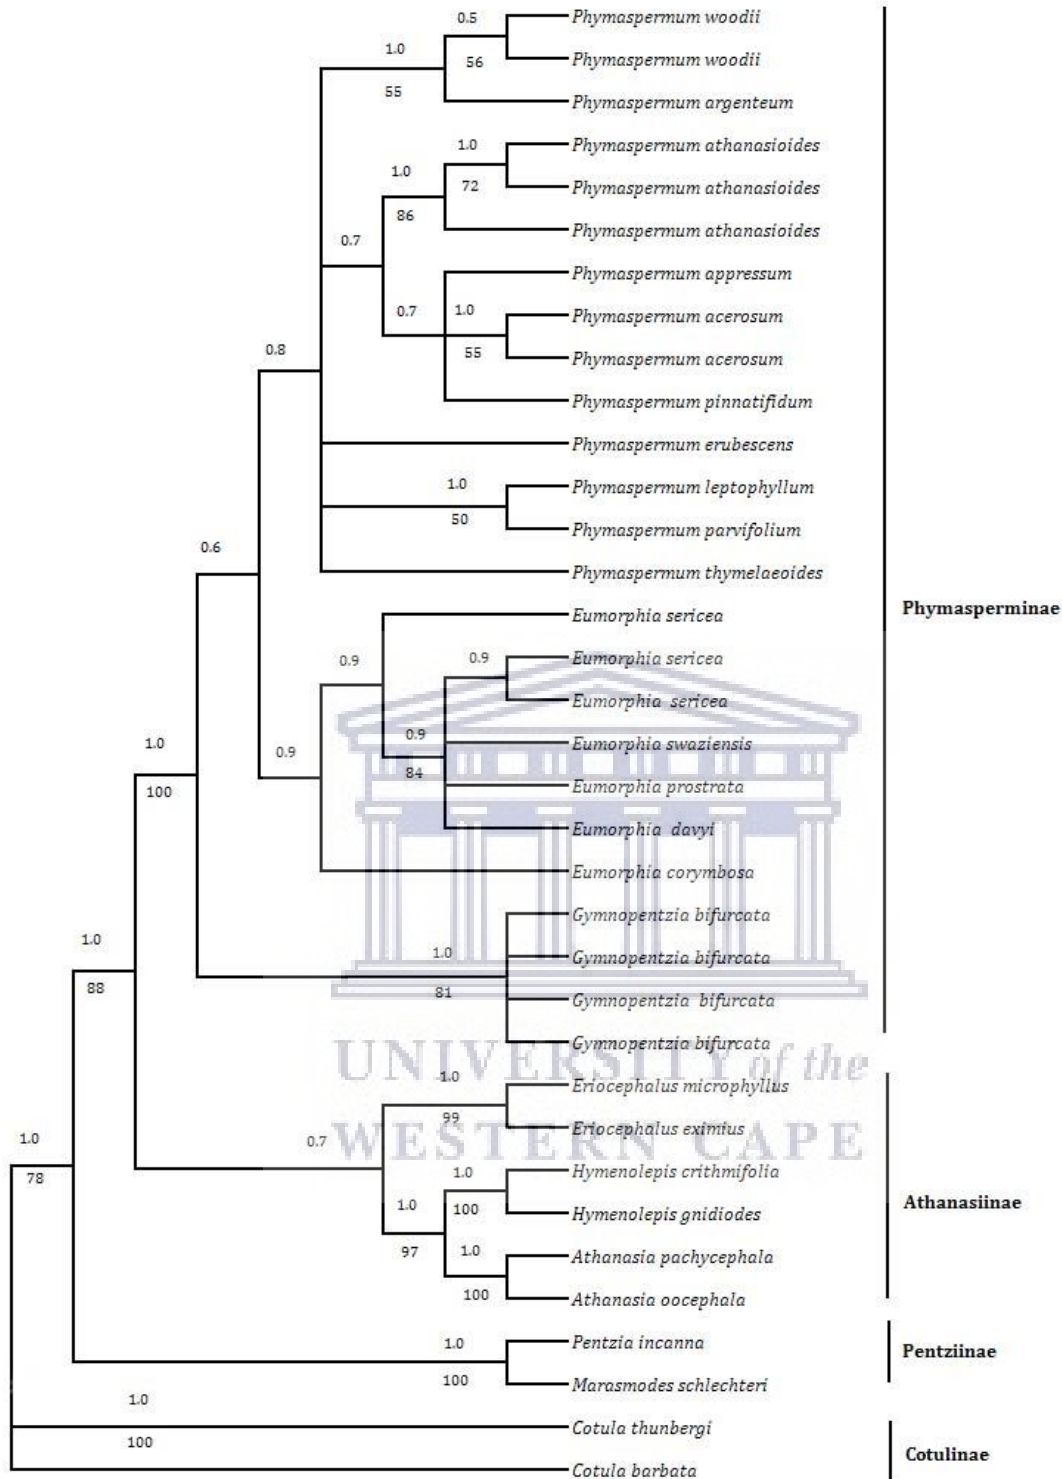 0.5
Phymaspermum woodii
1.0
56
Phymaspermum woodii
55
Phymaspermum argenteum
1.0
Phymaspermum athanasioides
1.0
72
Phymaspermum athanasioides
86
Phymaspermum athanasioides
0.7
Phymaspermum appressum
0.7
1.0
Phymaspermum acerosum
55
Phymaspermum acerosum
0.8
Phymaspermum pinnatifidum
Phymaspermum erubescens
1.0
Phymaspermum leptophyllum
50
Phymaspermum parvifolium
0.6
Phymaspermum thymelaeoides
Phymasperminae
Eumorphia sericea
0.9
0.9
Eumorphia sericea
Eumorphia sericea
1.0
0.9
0.9
Eumorphia swaziensis
84
100
Eumorphia prostrata
Eumorphia davyi
Eumorphia corymbosa
Gymnopentzia bifurcata
1.0
1.0
Gymnopentzia bifurcata
88
81
Gymnopentzia bifurcata
Gymnopentzia bifurcata
UNIVERSITY of the
1.0
Eriocephalus microphyllus
99
Eriocephalus eximius
WESTERN CAPE
1.0
0.7
1.0
Hymenolepis crithmifolia
78
1.0
100
Hymenolepis gnidiodes
Athanasiinae
97
1.0
Athanasia pachycephala
100
Athanasia oocephala
1.0
Pentzia incanna
Pentziinae
100
Marasmodes schlechteri
1.0
Cotula thunbergi
100
Cotulinae
Cotula barbata